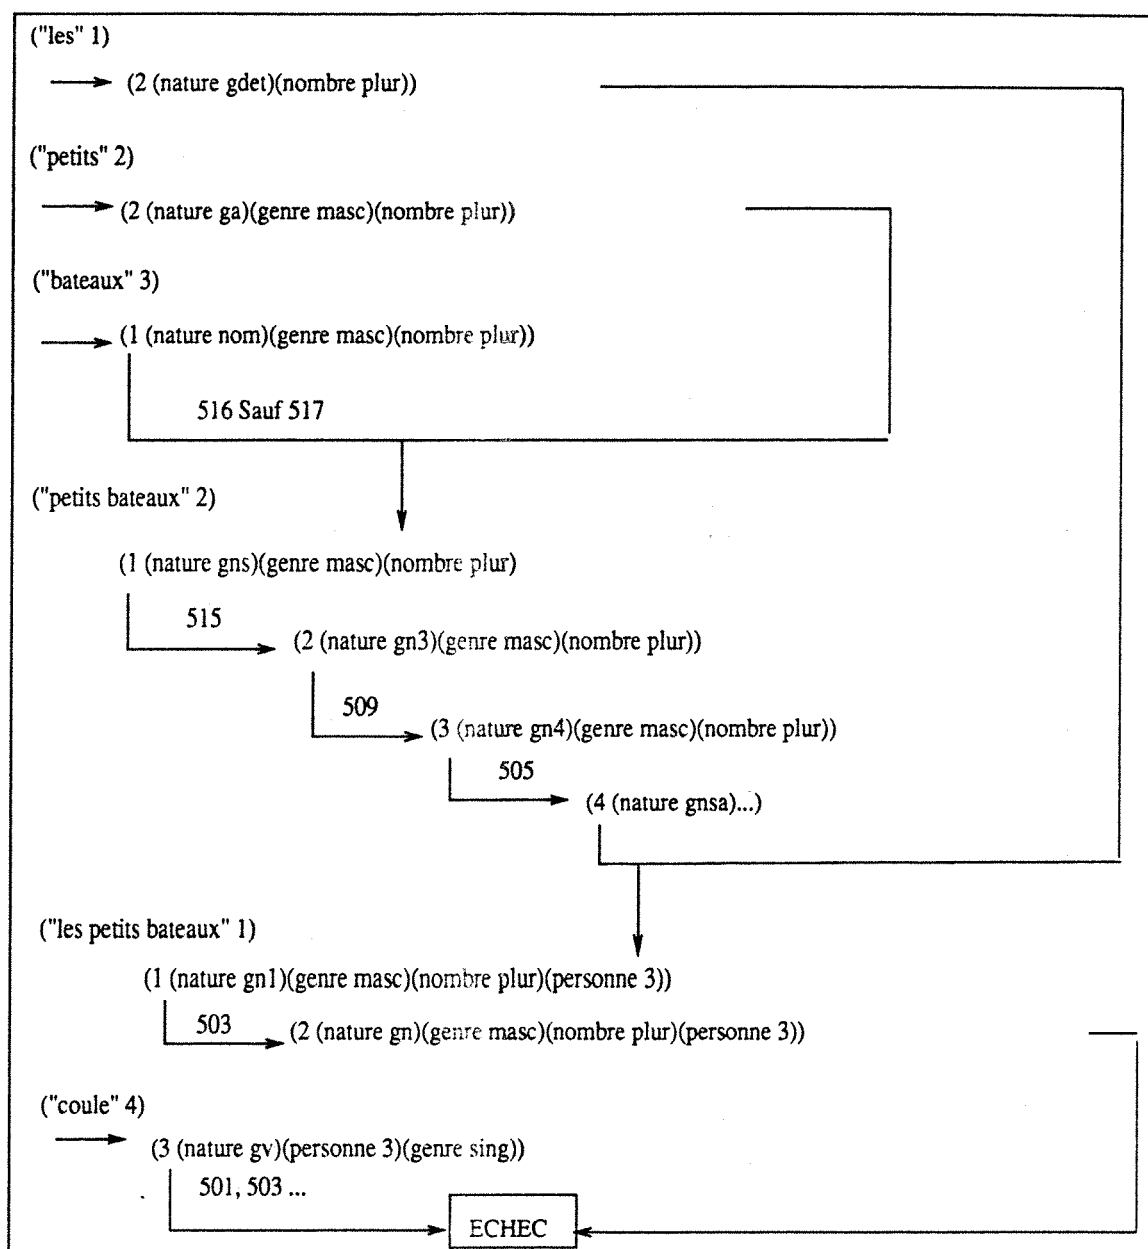 ("les" 1)
(2 (nature gdet)(nombre plur))
("petits" 2)
(2 (nature ga)(genre masc)(nombre plur))
("bateaux" 3)
(1 (nature nom)(genre masc)(nombre plur))
516 Sauf 517
("petits bateaux" 2)
(1 (nature gns)(genre masc)(nombre plur)
515
(2 (nature gn3)(genre masc)(nombre plur))
509
(3 (nature gn4)(genre masc)(nombre plur))
505
(4 (nature gnsa)...)
("les petits bateaux" 1)
(1 (nature gn1)(genre masc)(nombre plur)(personne 3))
503
(2 (nature gn)(genre masc)(nombre plur)(personne 3))
("coule" 4)
(3 (nature gv)(personne 3)(genre sing))
501, 503 ...
ECHEC